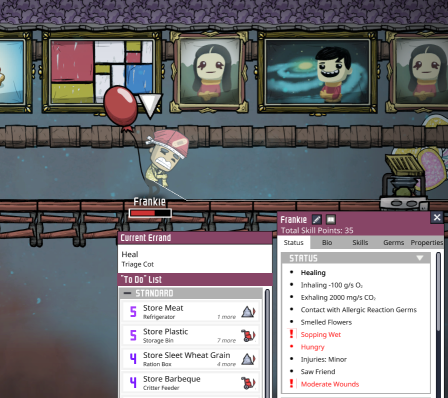 Frankie
Current Errand
Heal
Triage Cot
"To Do" List
STANDARD
5 Store Meat
Refrigerator 1 more
5 Store Plastic
Storage Bin 7 more
4 Store Sleet Wheat Grain
Ration Box 4 more
4 Store Barbeque
Critter Feeder
Frankie
Total Skill Points: 35
Status Bio Skills Germs Properties
STATUS
Healing
Inhaling -100 g/s O₂
Exhaling 2000 mg/s CO₂
Contact with Allergic Reaction Germs
Smelled Flowers
Sopping Wet
Hungry
Injuries: Minor
Saw Friend
Moderate Wounds